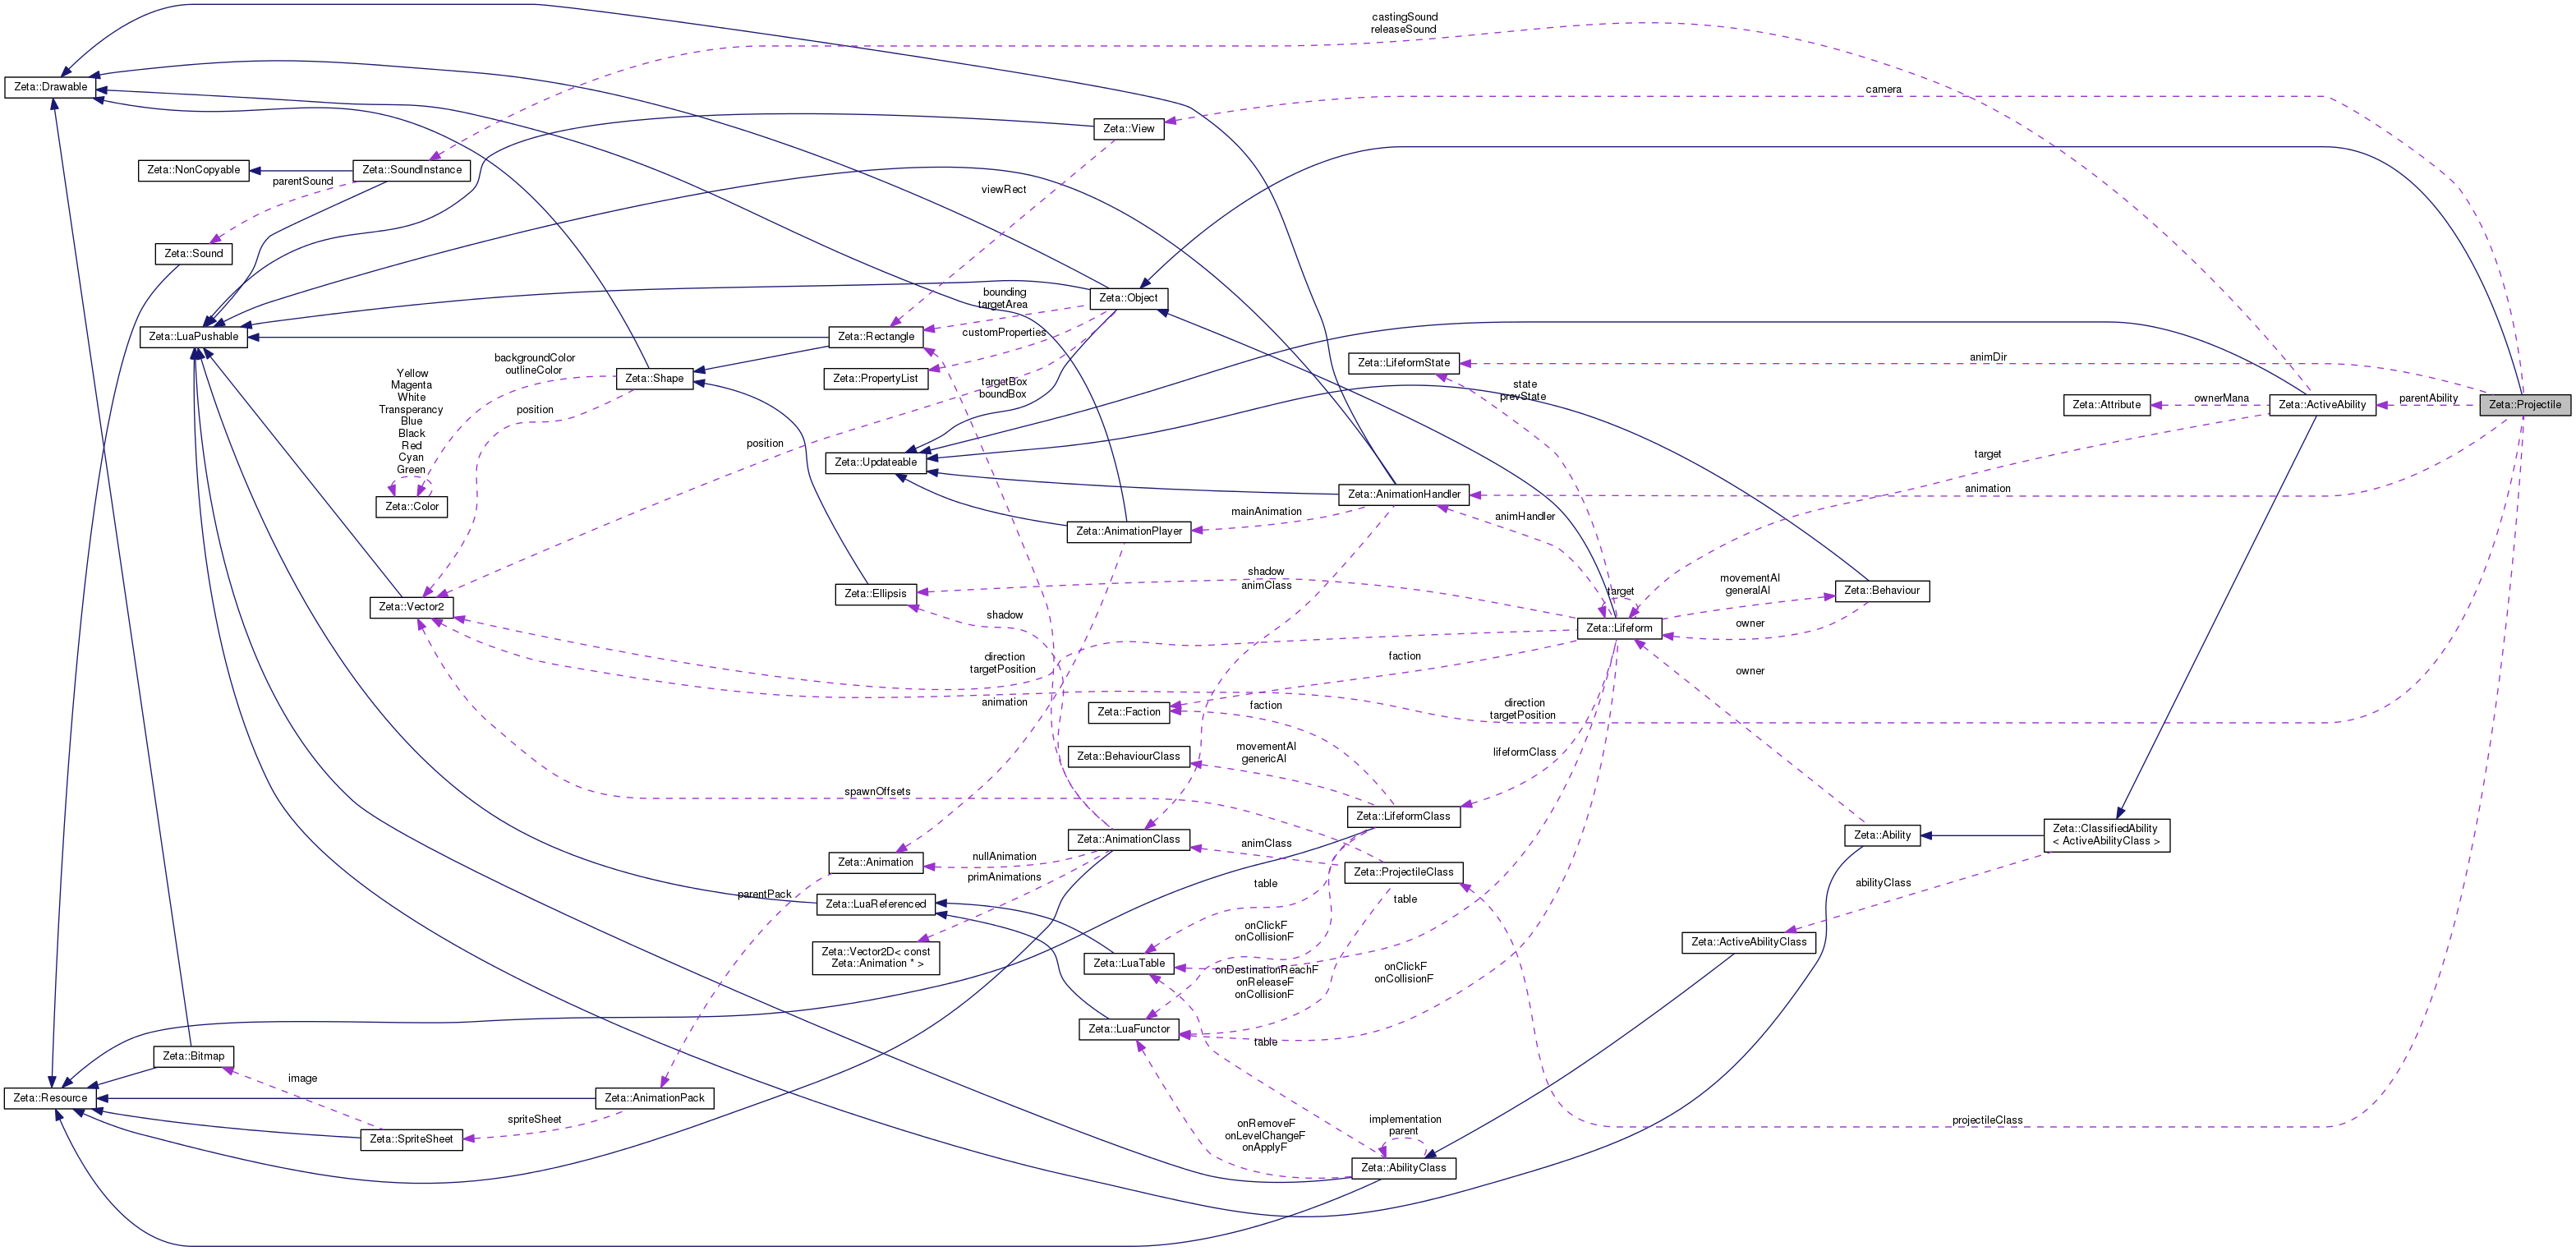 castingSound
releaseSound
Zeta::Drawable
camera
Zeta::View
Zeta::NonCopyable
Zeta::SoundInstance
parentSound
viewRect
Zeta::Sound
Zeta::Object
bounding
targetArea
customProperties
Zeta::LuaPushable
Zeta::Rectangle
Zeta::LifeformState
animDir
backgroundColor
outlineColor
Zeta::Shape
Zeta::PropertyList
Yellow
Magenta
White
Transperancy
Blue
Black
Red
Cyan
Green
targetBox
boundBox
state
prevState
Zeta::Attribute
ownerMana
Zeta::ActiveAbility
parentAbility
Zeta::Projectile
position
position
target
Zeta::Updateable
Zeta::AnimationHandler
animation
Zeta::Color
mainAnimation
animHandler
Zeta::AnimationPlayer
shadow
animClass
movementAI
generalAI
Zeta::Ellipsis
target
Zeta::Behaviour
Zeta::Vector2
shadow
Zeta::Lifeform
owner
direction
targetPosition
faction
owner
animation
Zeta::Faction
faction
direction
targetPosition
movementAI
genericAI
Zeta::BehaviourClass
lifeformClass
spawnOffsets
Zeta::LifeformClass
Zeta::AnimationClass
animClass
Zeta::Ability
Zeta::ClassifiedAbility
< ActiveAbilityClass >
nullAnimation
Zeta::Animation
primAnimations
Zeta::ProjectileClass
table
abilityClass
parentPack
Zeta::LuaReferenced
table
onClickF
onCollisionF
Zeta::ActiveAbilityClass
Zeta::Vector2D< const
Zeta::Animation * >
Zeta::LuaTable
onDestinationReachF
onReleaseF
onCollisionF
onClickF
onCollisionF
Zeta::LuaFunctor
table
Zeta::Bitmap
image
Zeta::Resource
Zeta::AnimationPack
spriteSheet
Zeta::SpriteSheet
onRemoveF
onLevelChangeF
onApplyF
implementation
parent
projectileClass
Zeta::AbilityClass